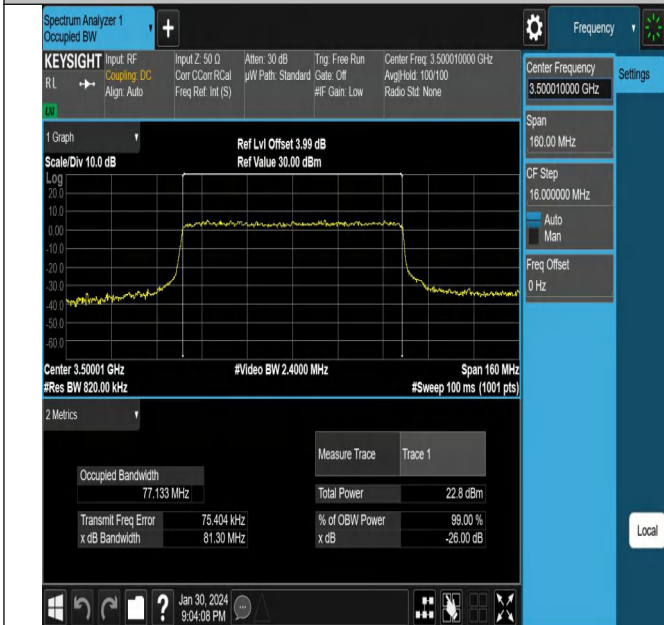 Spectrum Analyzer 1
Occupied BW
Frequency
KEYSIGHT
RL
LXI
Input: RF
Coupling: DC
Align: Auto
Input Z: 50 Ω
Corr CCorr RCal
Freq Ref: Int (S)
Atten: 30 dB
µW Path: Standard
Trig: Free Run
Gate: Off
#IF Gain: Low
Center Freq: 3.500010000 GHz
Avg|Hold: 100/100
Radio Std: None
Center Frequency
3.500010000 GHz
Settings
Span
160.00 MHz
CF Step
16.000000 MHz
Auto
Man
Freq Offset
0 Hz
1 Graph
Scale/Div 10.0 dB
Ref Lvl Offset 3.99 dB
Ref Value 30.00 dBm
Log
20.0
10.0
0.00
-10.0
-20.0
-30.0
-40.0
-50.0
-60.0
Center 3.50001 GHz
#Res BW 820.00 kHz
#Video BW 2.4000 MHz
Span 160 MHz
#Sweep 100 ms (1001 pts)
2 Metrics
Occupied Bandwidth
77.133 MHz
Transmit Freq Error 75.404 kHz
x dB Bandwidth 81.30 MHz
Measure Trace Trace 1
Total Power 22.8 dBm
% of OBW Power 99.00 %
x dB -26.00 dB
Local
?
Jan 30, 2024
9:04:08 PM